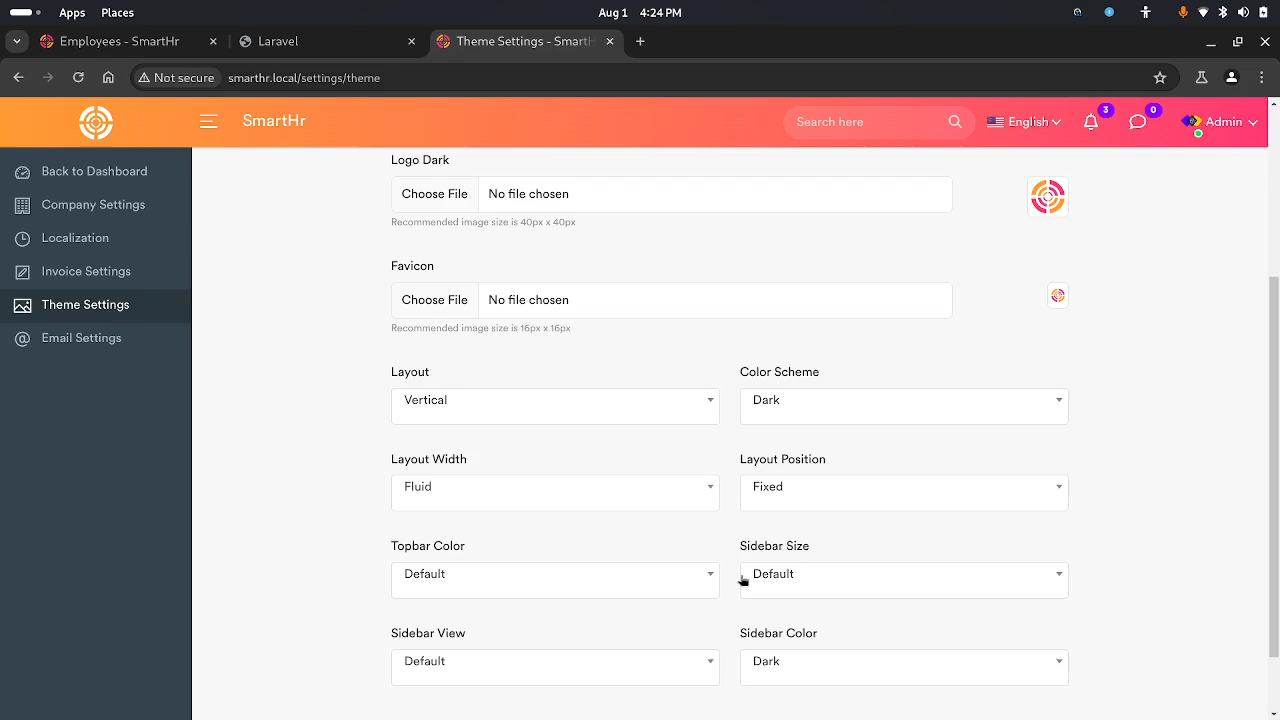 Apps Places Aug 1 4:24 PM
Employees - SmartHr Laravel Theme Settings - SmartH
Not secure smarthr.local/settings/theme
SmartHr Search here English 3 0 Admin
Back to Dashboard
Company Settings
Localization
Invoice Settings
Theme Settings
Email Settings
Logo Dark
Choose File No file chosen
Recommended image size is 40px x 40px
Favicon
Choose File No file chosen
Recommended image size is 16px x 16px
Layout Color Scheme
Vertical Dark
Layout Width Layout Position
Fluid Fixed
Topbar Color Sidebar Size
Default Default
Sidebar View Sidebar Color
Default Dark